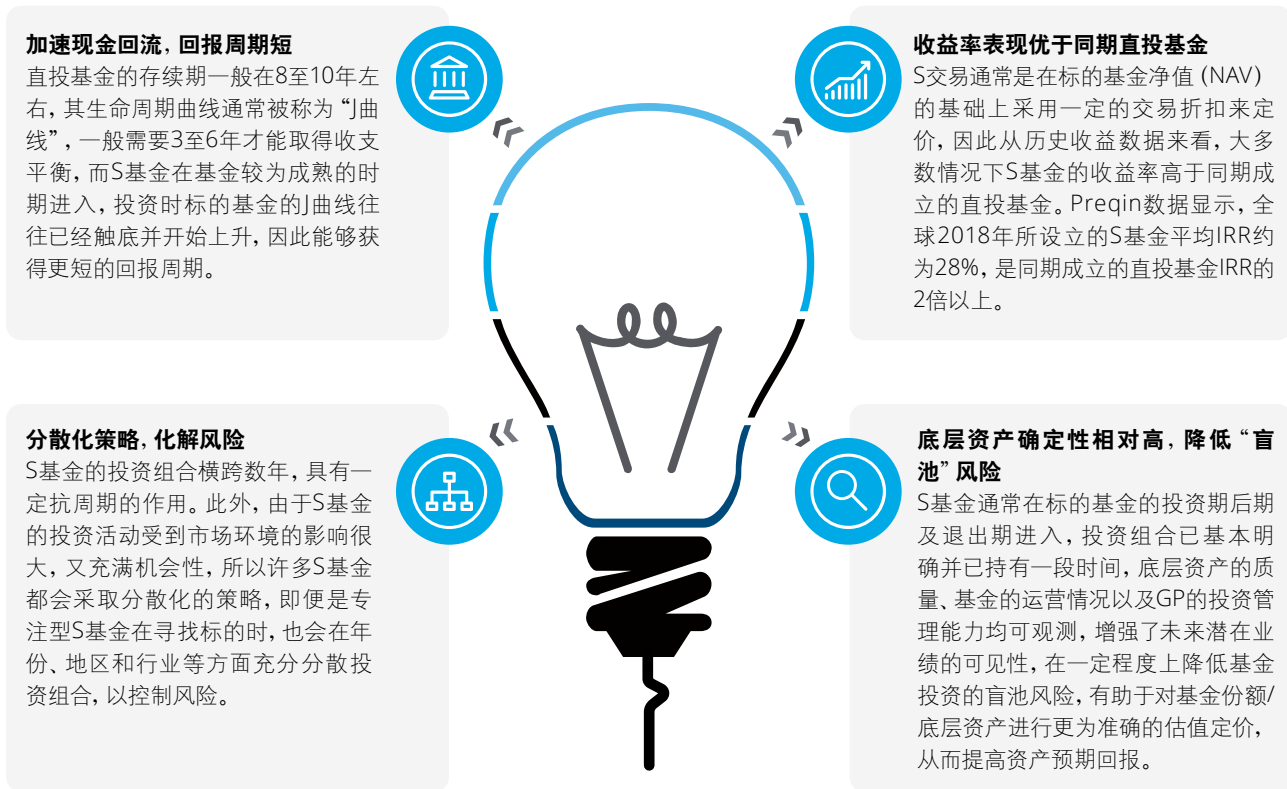 加速现金回流，回报周期短
直投基金的存续期一般在8至10年左
右，其生命周期曲线通常被称为“J曲
线”，一般需要3至6年才能取得收支
平衡，而S基金在基金较为成熟的时
期进入，投资时标的基金的J曲线往
往已经触底并开始上升，因此能够获
得更短的回报周期。
收益率表现优于同期直投基金
S交易通常是在标的基金净值（NAV）
的基础上采用一定的交易折扣来定
价，因此从历史收益数据来看，大多
数情况下S基金的收益率高于同期成
立的直投基金。Preqin数据显示，全
球2018年所设立的S基金平均IRR约
为28%，是同期成立的直投基金IRR的
2倍以上。
分散化策略，化解风险
S基金的投资组合横跨数年，具有一
定抗周期的作用。此外，由于S基金
的投资活动受到市场环境的影响很
大，又充满机会性，所以许多S基金
都会采取分散化的策略，即便是专
注型S基金在寻找标的时，也会在年
份、地区和行业等方面充分分散投
资组合，以控制风险。
底层资产确定性相对高，降低“盲
池”风险
S基金通常在标的基金的投资期后期
及退出期进入，投资组合已基本明
确并已持有一段时间，底层资产的质
量、基金的运营情况以及GP的投资管
理能力均可观测，增强了未来潜在业
绩的可见性，在一定程度上降低基金
投资的盲池风险，有助于对基金份额/
底层资产进行更为准确的估值定价，
从而提高资产预期回报。